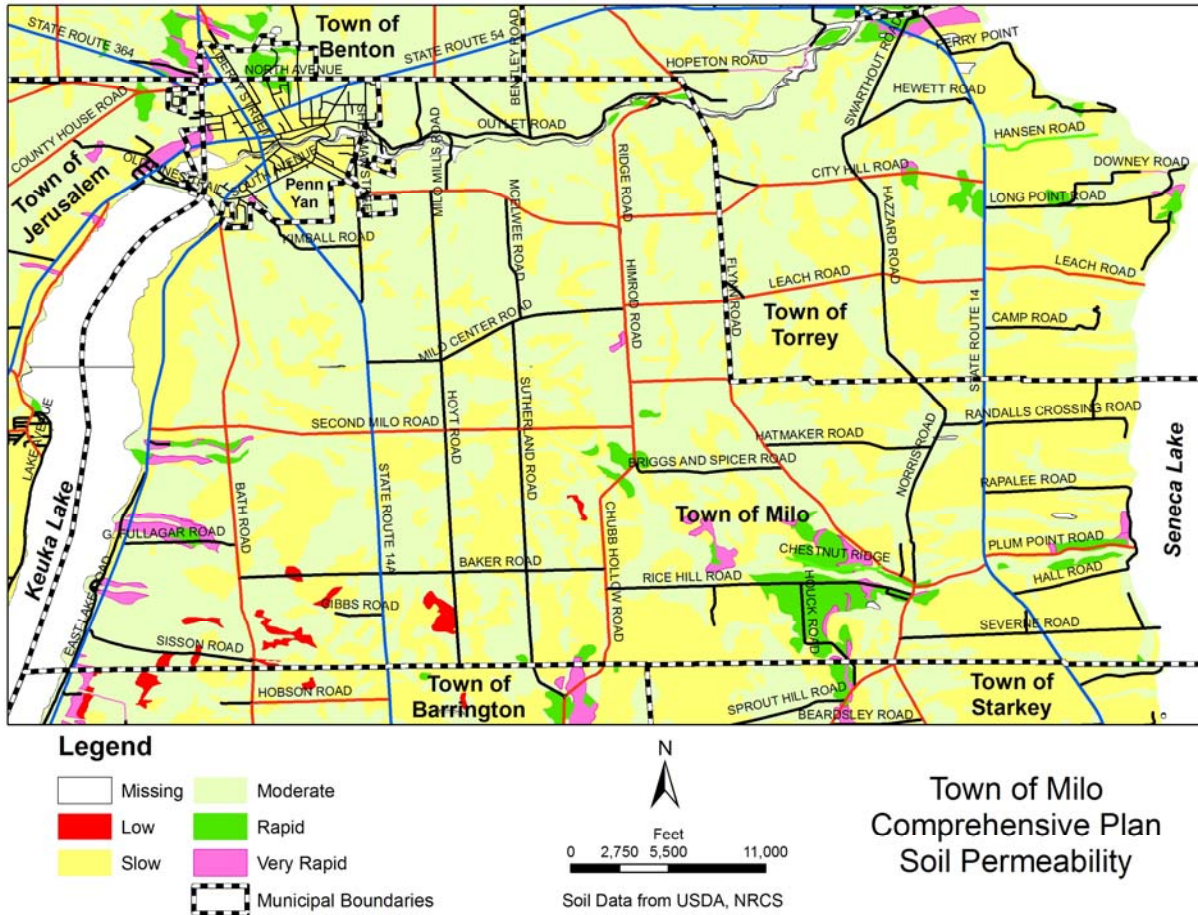 Town of
Benton
STATE ROUTE 364
STATE ROUTE 54
BENTLEY ROAD
NORTH AVENUE
LIBERTY STREET
HOPETON ROAD
SWARTHOUT ROAD
PERRY POINT
HEWETT ROAD
COUNTY HOUSE ROAD
OUTLET ROAD
HANSEN ROAD
Town of
Jerusalem
SOUTH AVENUE
Penn
Yan
KIMBALL ROAD
MILO MILLS ROAD
MCELWEE ROAD
RIDGE ROAD
CITY HILL ROAD
DOWNEY ROAD
LONG POINT ROAD
HAZZARD ROAD
FLYNN ROAD
LEACH ROAD
LEACH ROAD
HIMROD ROAD
Town of
Torrey
STATE ROUTE 14
CAMP ROAD
MILO CENTER ROAD
LAKE AVENUE
SECOND MILO ROAD
HOYT ROAD
SUTHERLAND ROAD
HATMAKER ROAD
NORRIS ROAD
RANDALLS CROSSING ROAD
BRIGGS AND SPICER ROAD
RAPALEE ROAD
Seneca Lake
Keuka Lake
BATH ROAD
STATE ROUTE 14A
G. FULLAGAR ROAD
Town of Milo
CHESTNUT RIDGE
PLUM POINT ROAD
HALL ROAD
BAKER ROAD
CHUBB HOLLOW ROAD
RICE HILL ROAD
HOUCK ROAD
EAST LAKE ROAD
GIBBS ROAD
SISSON ROAD
SEVERNE ROAD
HOBSON ROAD
Town of
Barrington
SPROUT HILL ROAD
BEARDSLEY ROAD
Town of
Starkey
Legend
Missing
Low
Slow
Moderate
Rapid
Very Rapid
Municipal Boundaries
N
Feet
0 2,750 5,500 11,000
Soil Data from USDA, NRCS
Town of Milo
Comprehensive Plan
Soil Permeability